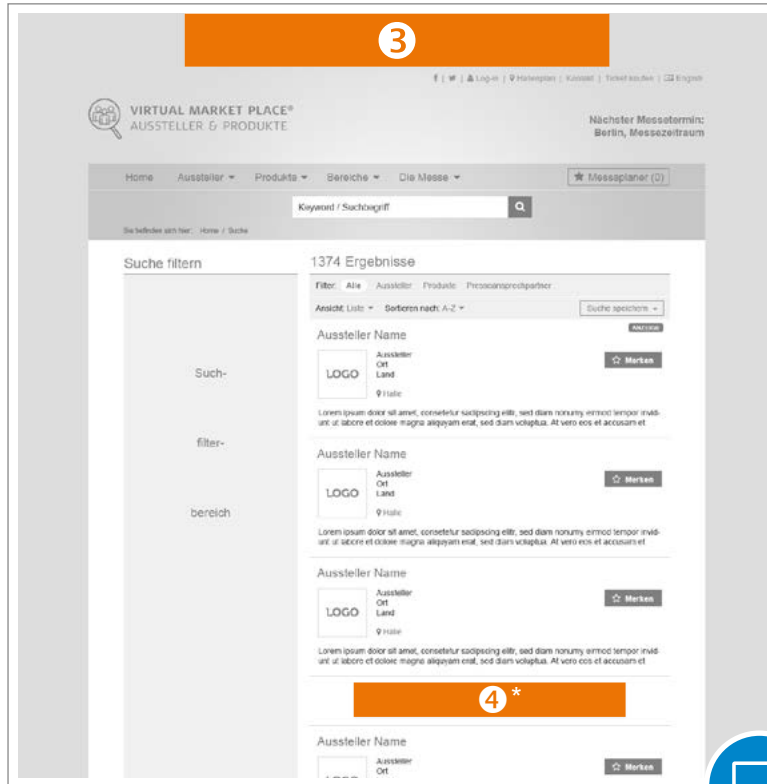 3
Log-in | Hallenplan | Kontakt | Ticket kaufen | English
VIRTUAL MARKET PLACE®
AUSSTELLER & PRODUKTE
Nächster Messetermin:
Berlin, Messezeitraum
Home Aussteller Produkte Bereiche Die Messe Messeplaner (0)
Keyword / Suchbegriff
Sie befinden sich hier: Home / Suche
Suche filtern
Such-
filter-
bereich
1374 Ergebnisse
Filter: Alle Aussteller Produkte Presseansprechpartner
Ansicht: Liste Sortieren nach: A-Z Suche speichern
ANZEIGE
Aussteller Name
LOGO
Aussteller
Ort
Land
Halle
Merken
Lorem ipsum dolor sit amet, consetetur sadipscing elitr, sed diam nonumy eirmod tempor invid-
unt ut labore et dolore magna aliquyam erat, sed diam voluptua. At vero eos et accusam et
Aussteller Name
LOGO
Aussteller
Ort
Land
Halle
Merken
Lorem ipsum dolor sit amet, consetetur sadipscing elitr, sed diam nonumy eirmod tempor invid-
unt ut labore et dolore magna aliquyam erat, sed diam voluptua. At vero eos et accusam et
Aussteller Name
LOGO
Aussteller
Ort
Land
Halle
Merken
Lorem ipsum dolor sit amet, consetetur sadipscing elitr, sed diam nonumy eirmod tempor invid-
unt ut labore et dolore magna aliquyam erat, sed diam voluptua. At vero eos et accusam et
4*
Aussteller Name
LOGO
Aussteller
Ort
Merken